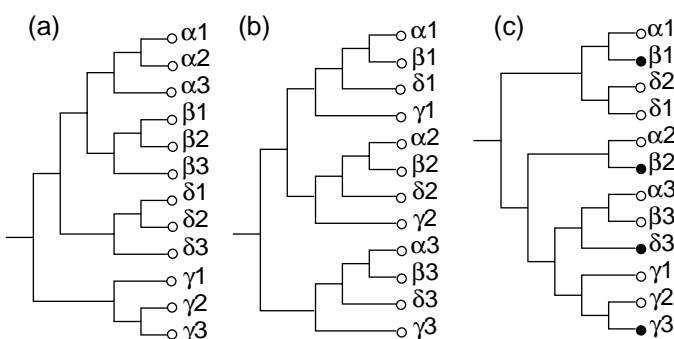 (a)
α1
α2
α3
β1
β2
β3
δ1
δ2
δ3
γ1
γ2
γ3
(b)
α1
β1
δ1
γ1
α2
β2
δ2
γ2
α3
β3
δ3
γ3
(c)
α1
β1
δ2
δ1
α2
β2
α3
β3
δ3
γ1
γ2
γ3